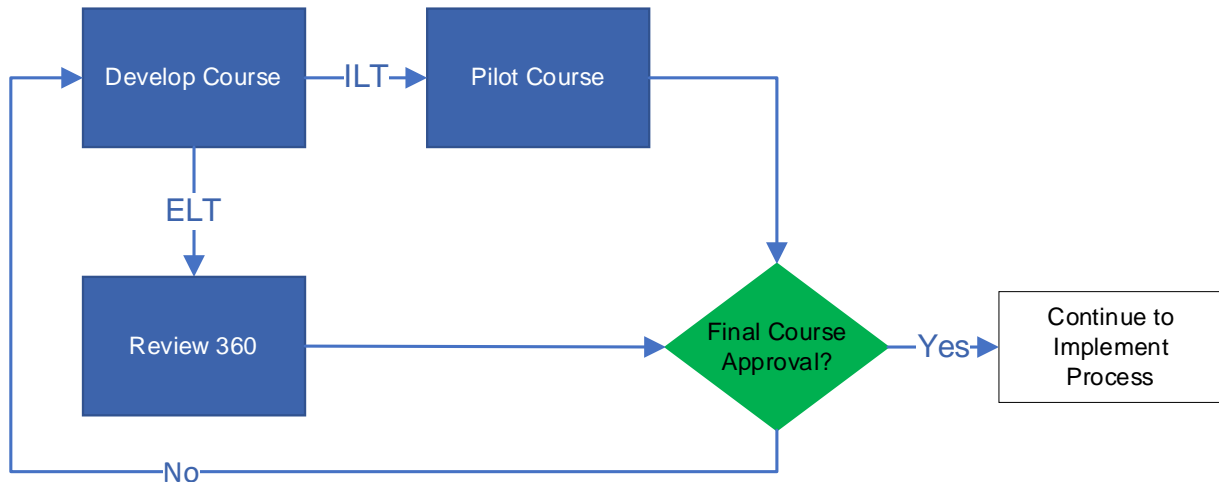 Develop Course
ILT
Pilot Course
ELT
Review 360
Final Course
Approval?
Yes
Continue to
Implement
Process
No